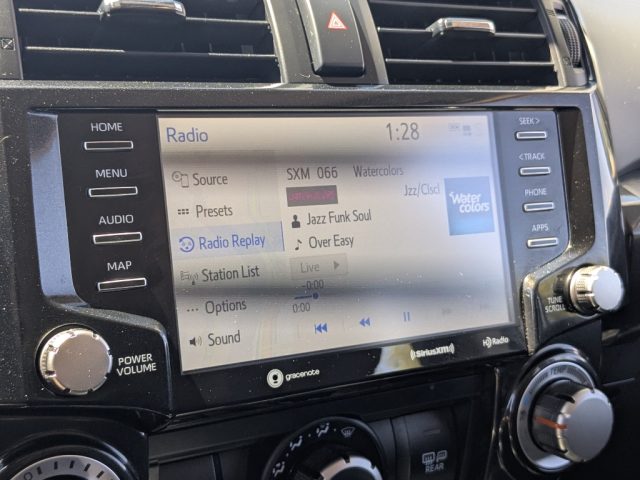 Radio
1:28
HOME
MENU
AUDIO
MAP
POWER
VOLUME
Source
Presets
Radio Replay
Station List
Options
Sound
SXM 066 Watercolors
Jzz/Clscl
Jazz Funk Soul
Over Easy
Live
-0:00
0:00
Water
colors
SEEK >
< TRACK
PHONE
APPS
TUNE
SCROLL
gracenote
((SiriusXM))
HD Radio
TEMP
REAR